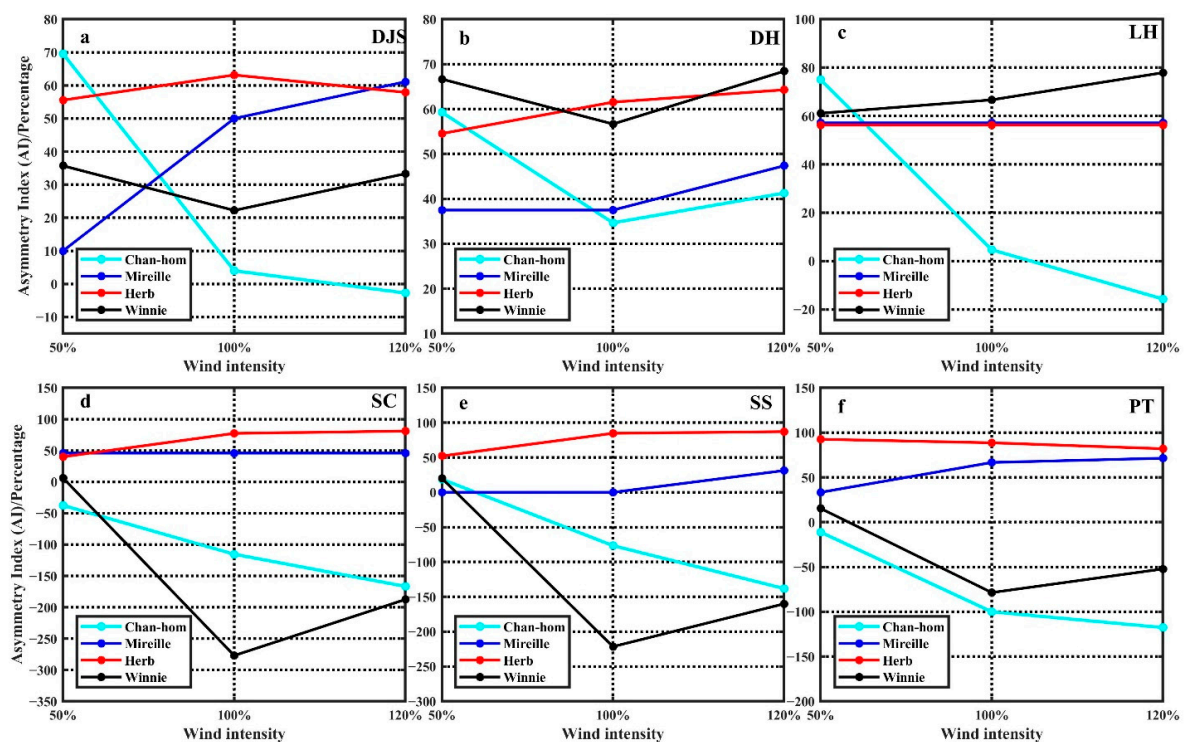 a
DJS
Asymmetry Index (AI)/Percentage
80
70
60
50
40
30
20
10
0
−10
Chan-hom
Mireille
Herb
Winnie
50%
100%
120%
Wind intensity
b
DH
80
70
60
50
40
30
20
10
Chan-hom
Mireille
Herb
Winnie
50%
100%
120%
Wind intensity
c
LH
100
80
60
40
20
0
−20
Chan-hom
Mireille
Herb
Winnie
50%
100%
120%
Wind intensity
d
SC
Asymmetry Index (AI)/Percentage
150
100
50
0
−50
−100
−150
−200
−250
−300
−350
Chan-hom
Mireille
Herb
Winnie
50%
100%
120%
Wind intensity
e
SS
150
100
50
0
−50
−100
−150
−200
−250
−300
Chan-hom
Mireille
Herb
Winnie
50%
100%
120%
Wind intensity
f
PT
150
100
50
0
−50
−100
−150
−200
Chan-hom
Mireille
Herb
Winnie
50%
100%
120%
Wind intensity